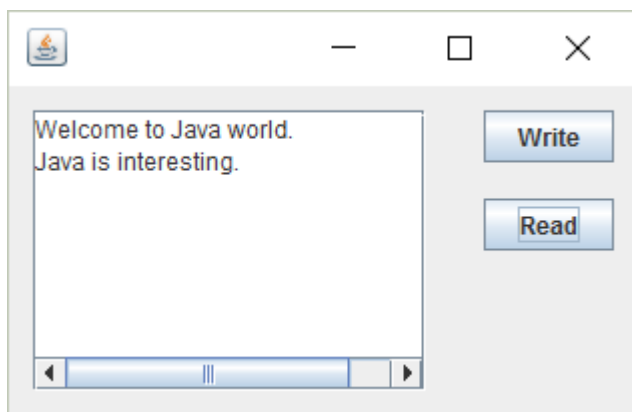 Welcome to Java world.
Java is interesting.
Write
Read